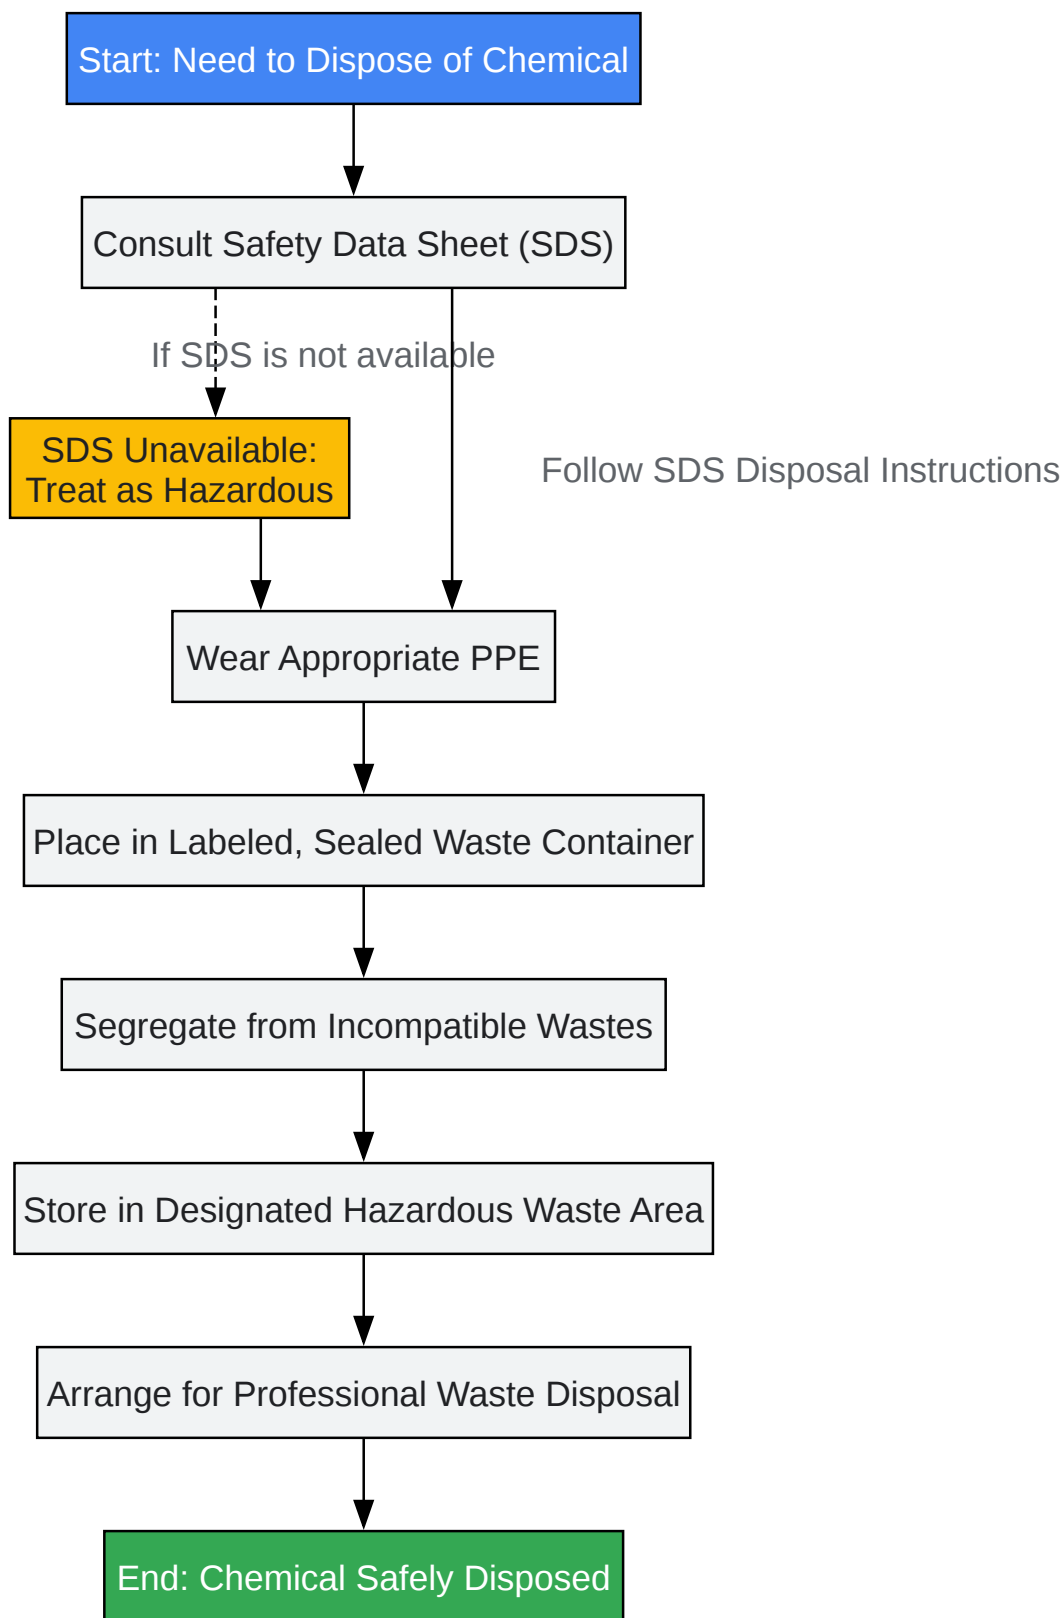 Start: Need to Dispose of Chemical
Consult Safety Data Sheet (SDS)
If SDS is not available
SDS Unavailable:
Treat as Hazardous
Follow SDS Disposal Instructions
Wear Appropriate PPE
Place in Labeled, Sealed Waste Container
Segregate from Incompatible Wastes
Store in Designated Hazardous Waste Area
Arrange for Professional Waste Disposal
End: Chemical Safely Disposed